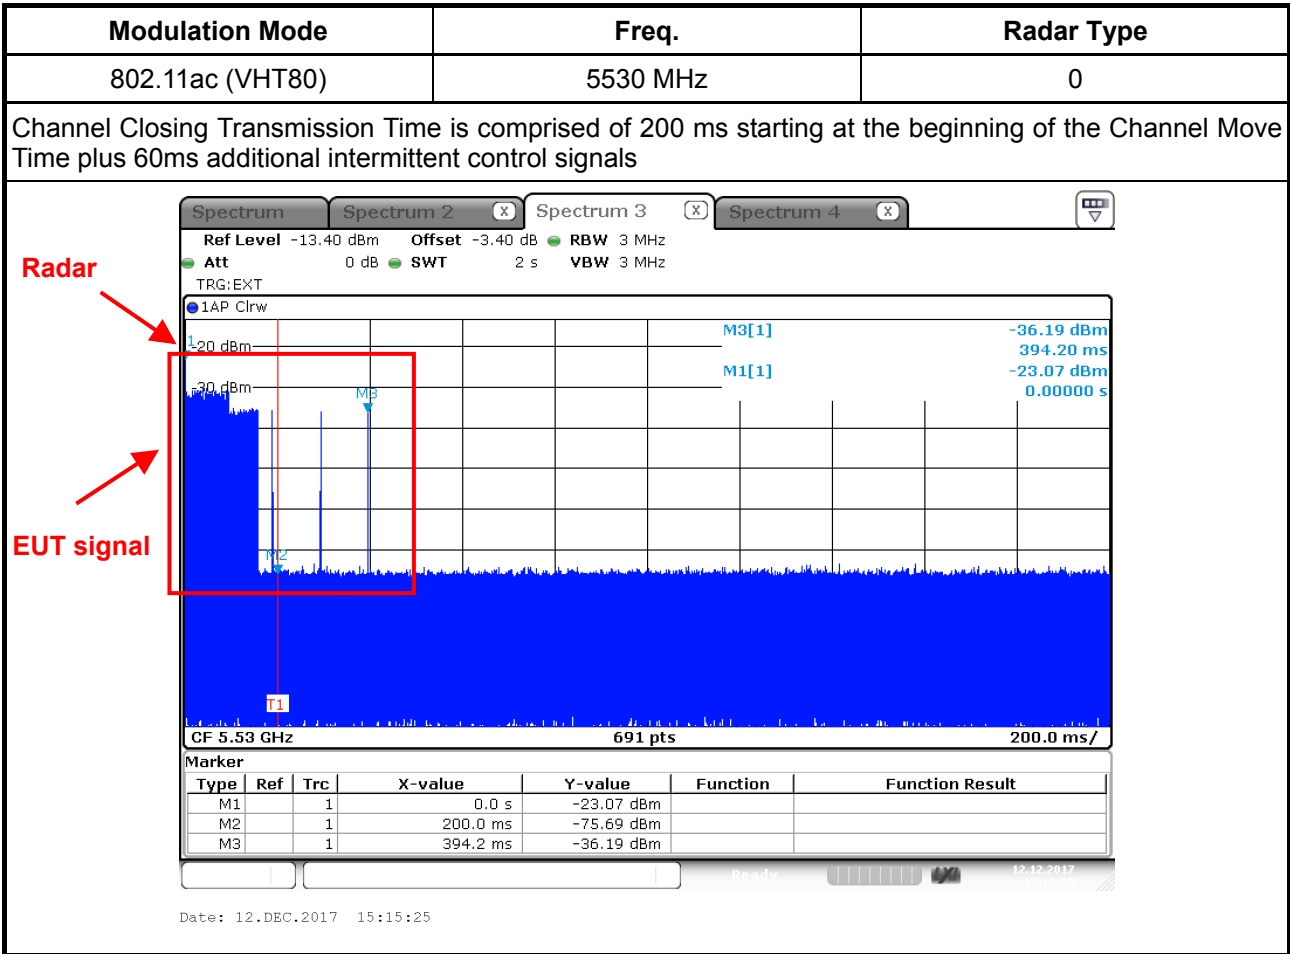 Modulation Mode Freq. Radar Type
802.11ac (VHT80) 5530 MHz 0
Channel Closing Transmission Time is comprised of 200 ms starting at the beginning of the Channel Move
Time plus 60ms additional intermittent control signals
Spectrum Spectrum 2 X Spectrum 3 X Spectrum 4 X
Ref Level -13.40 dBm Offset -3.40 dB RBW 3 MHz
Att 0 dB SWT 2 s VBW 3 MHz
TRG:EXT
1AP Clrw
Radar
M3[1] -36.19 dBm
394.20 ms
M1[1] -23.07 dBm
0.00000 s
1
-20 dBm
-30 dBm
M3
EUT signal
M2
T1
CF 5.53 GHz 691 pts 200.0 ms/
Marker
Type Ref Trc X-value Y-value Function Function Result
M1 1 0.0 s -23.07 dBm
M2 1 200.0 ms -75.69 dBm
M3 1 394.2 ms -36.19 dBm
Ready 12.12.2017
Date: 12.DEC.2017 15:15:25